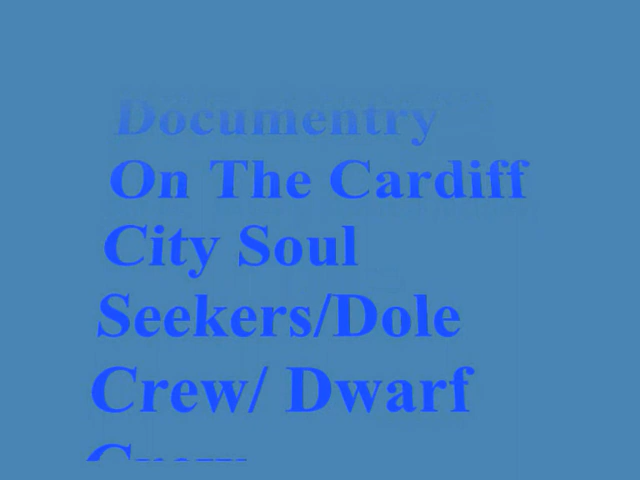 Documentry
On The Cardiff
City Soul
Seekers/Dole
Crew/ Dwarf